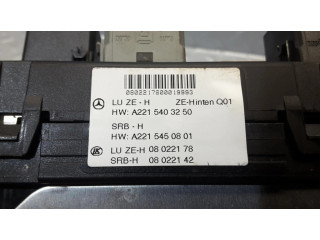 0802217800019993
LU ZE - H ZE-Hinten Q01
HW: A221 540 32 50
SRB - H
HW: A221 545 08 01
LU ZE-H 08 0221 78
SRB-H 08 0221 42